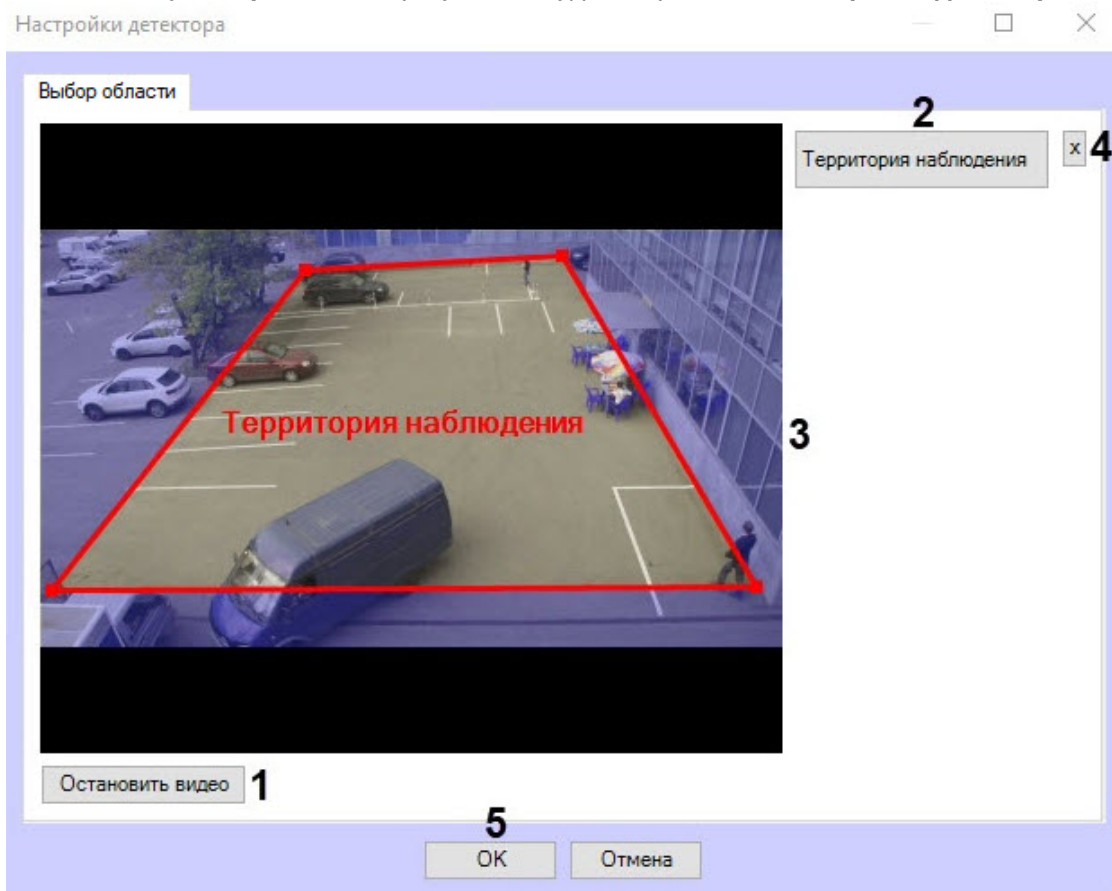 Настройки детектора
Выбор области
2
Территория наблюдения
x
4
Территория наблюдения
3
Остановить видео
1
5
OK
Отмена